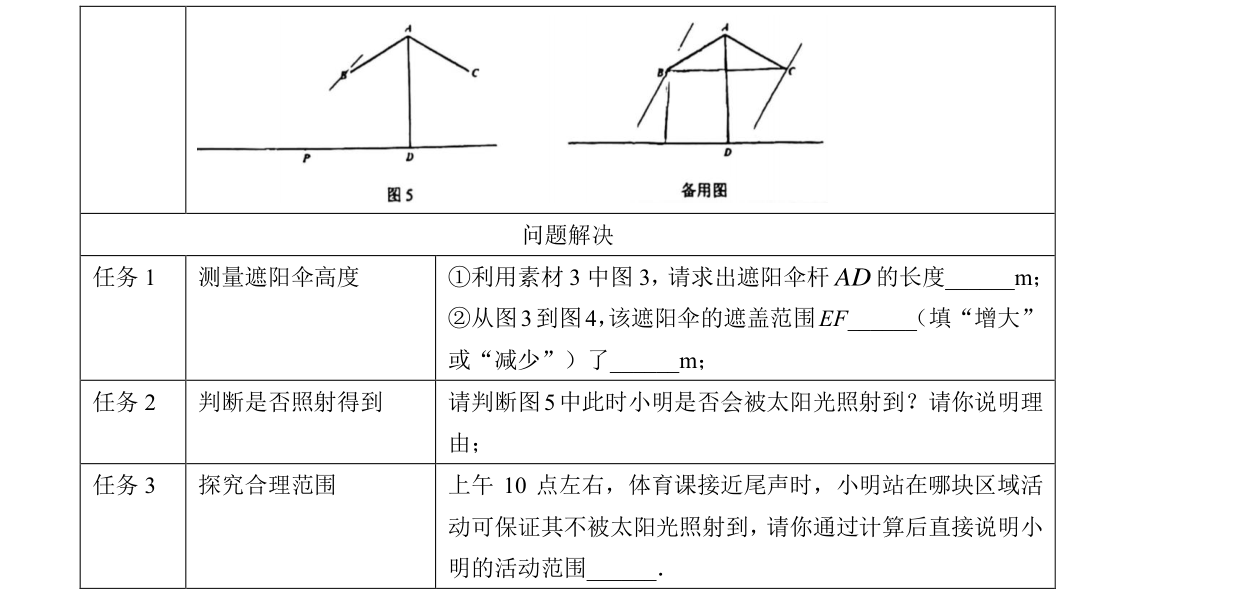 A
B
C
P
D
图 5
A
B
C
D
备用图
问题解决
任务 1
测量遮阳伞高度
①利用素材 3 中图 3，请求出遮阳伞杆 AD 的长度______m；
②从图 3 到图 4，该遮阳伞的遮盖范围 EF______（填“增大”
或“减少”）了______m；
任务 2
判断是否照射得到
请判断图 5 中此时小明是否会被太阳光照射到？请你说明理
由；
任务 3
探究合理范围
上午 10 点左右，体育课接近尾声时，小明站在哪块区域活
动可保证其不被太阳光照射到，请你通过计算后直接说明小
明的活动范围______．